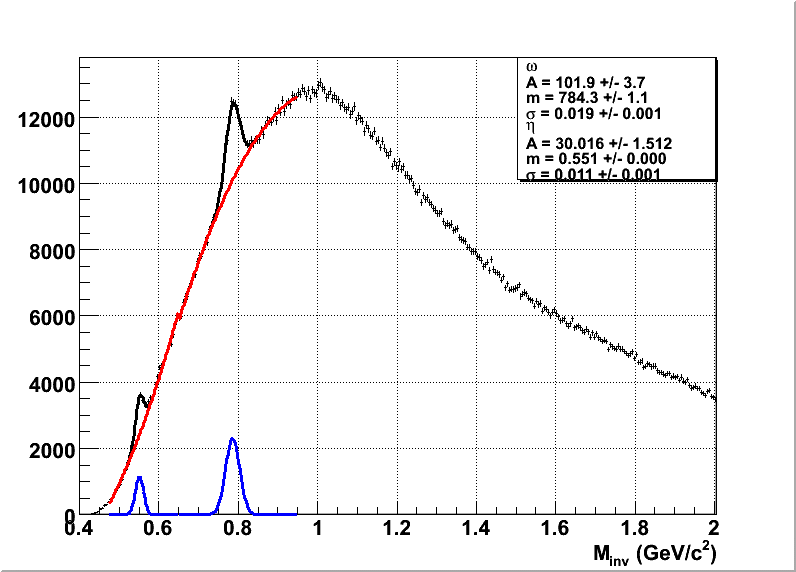 ω
A = 101.9 +/- 3.7
m = 784.3 +/- 1.1
σ = 0.019 +/- 0.001
η
A = 30.016 +/- 1.512
m = 0.551 +/- 0.000
σ = 0.011 +/- 0.001
12000
10000
8000
6000
4000
2000
0
0.4 0.6 0.8 1 1.2 1.4 1.6 1.8 2
M_inv (GeV/c²)